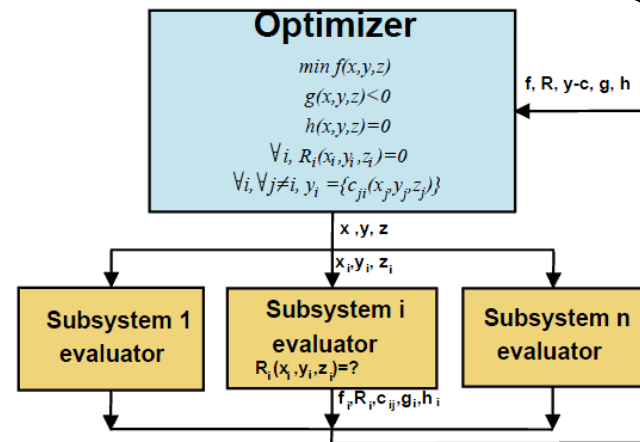 Optimizer
min f(x,y,z)
g(x,y,z)<0
h(x,y,z)=0
∀i, Rᵢ(xᵢ,yᵢ,zᵢ)=0
∀i, ∀j≠i, yᵢ ={cⱼᵢ(xⱼ,yⱼ,zⱼ)}
f, R, y-c, g, h
x ,y, z
xᵢ,yᵢ, zᵢ
Subsystem 1
evaluator
Subsystem i
evaluator
Rᵢ(xᵢ,yᵢ,zᵢ)=?
Subsystem n
evaluator
fᵢ,Rᵢ,cᵢⱼ,gᵢ,hᵢ